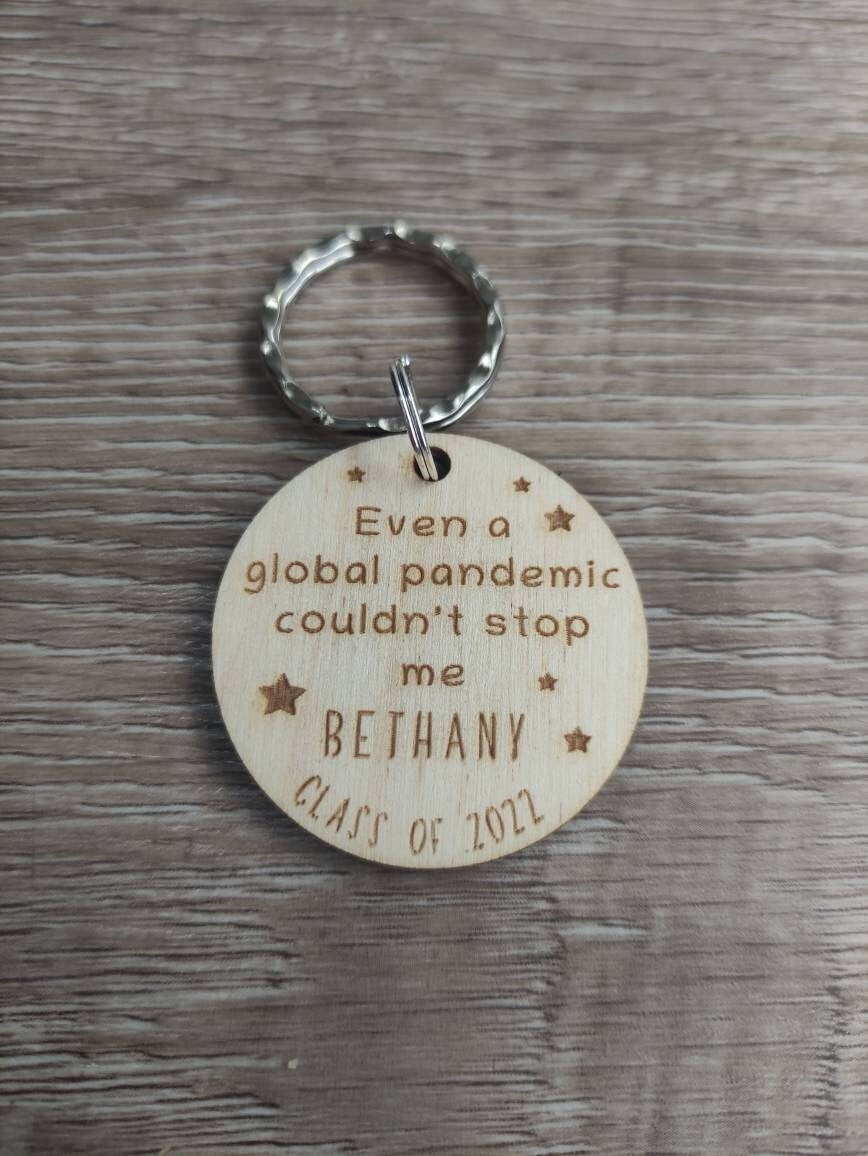 Even a
global pandemic
couldn't stop
me
BETHANY
CLASS OF 2022